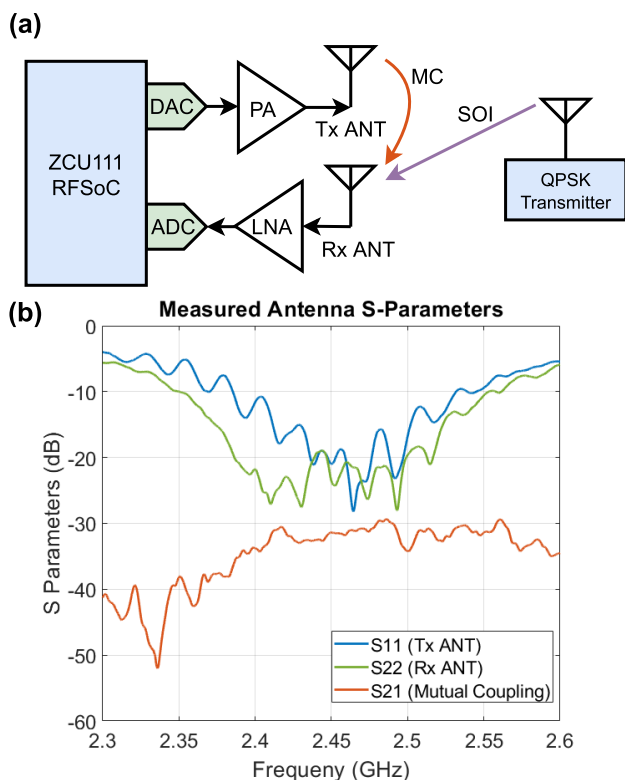 (a)
DAC
PA
Tx ANT
MC
SOI
ZCU111
RFSoC
QPSK
Transmitter
ADC
LNA
Rx ANT
(b)
Measured Antenna S-Parameters
S Parameters (dB)
0
-10
-20
-30
-40
-50
-60
S11 (Tx ANT)
S22 (Rx ANT)
S21 (Mutual Coupling)
2.3
2.35
2.4
2.45
2.5
2.55
2.6
Frequeny (GHz)